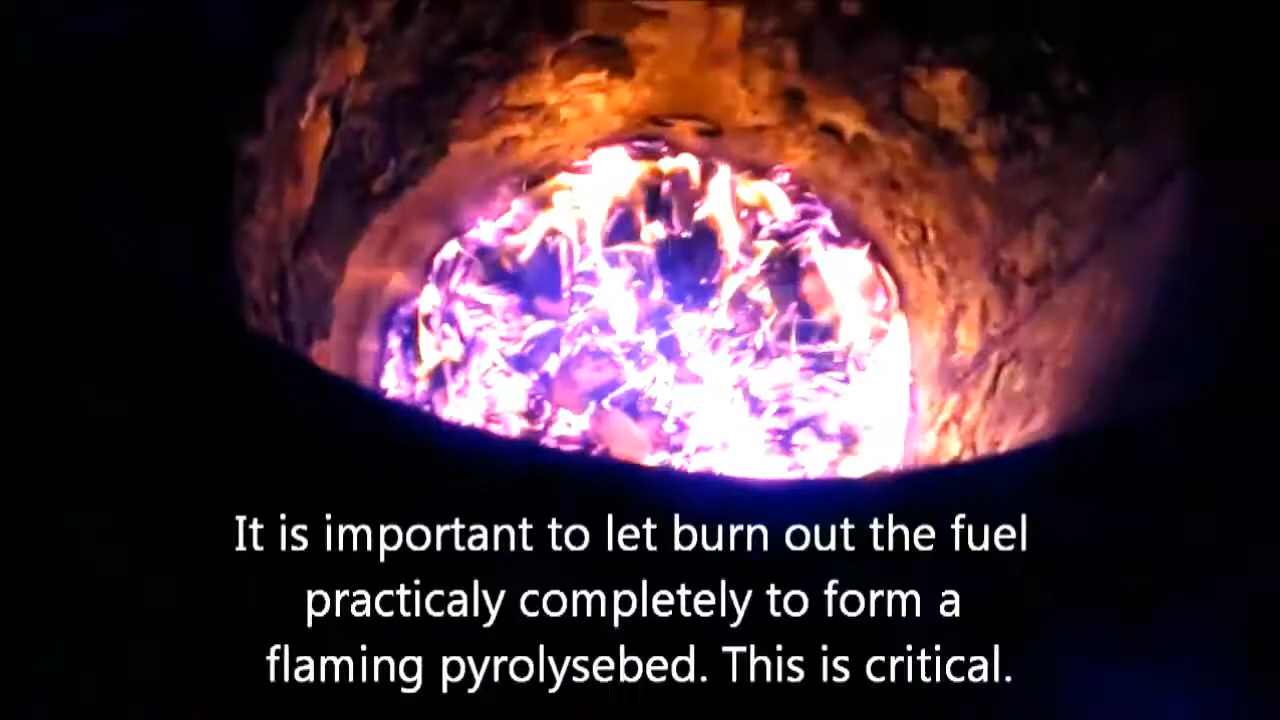 It is important to let burn out the fuel
practicaly completely to form a
flaming pyrolysebed. This is critical.